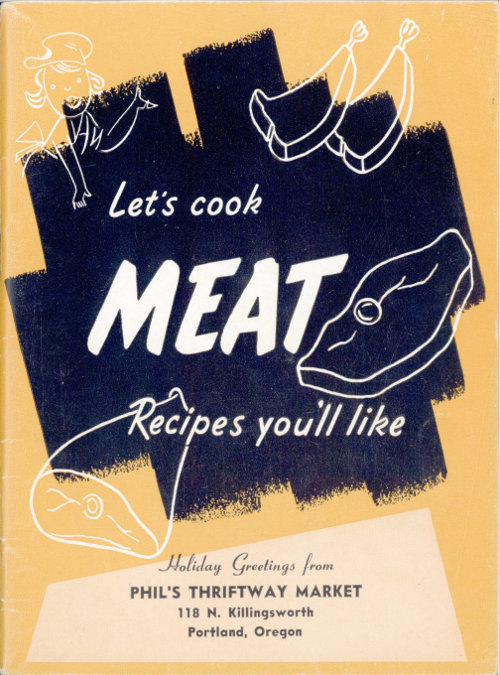 Let's cook
MEAT
Recipes you'll like
Holiday Greetings from
PHIL'S THRIFTWAY MARKET
118 N. Killingsworth
Portland, Oregon